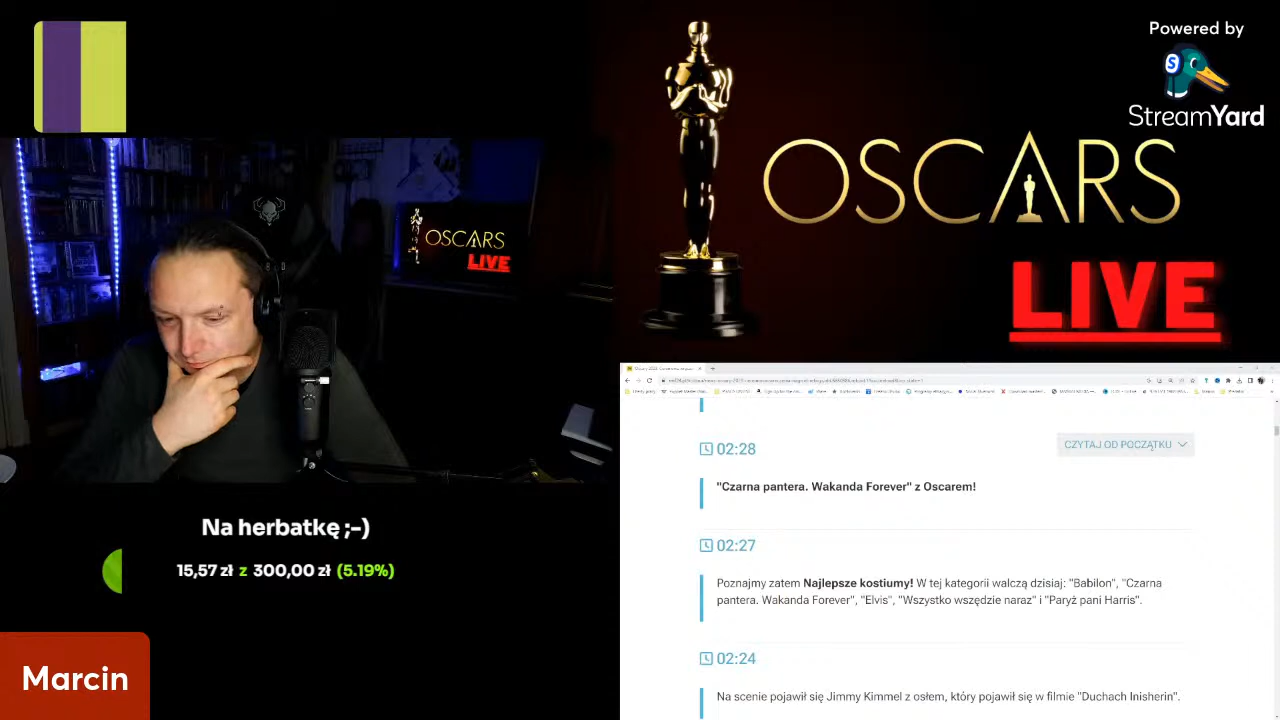 Powered by
StreamYard
OSCARS
LIVE
OSCARS
LIVE
Na herbatkę ;-)
15,57 zł z 300,00 zł (5.19%)
Marcin
02:28
CZYTAJ OD POCZĄTKU
"Czarna pantera. Wakanda Forever" z Oscarem!
02:27
Poznajmy zatem Najlepsze kostiumy! W tej kategorii walczą dzisiaj: "Babilon", "Czarna
pantera. Wakanda Forever", "Elvis", "Wszystko wszędzie naraz" i "Paryż pani Harris".
02:24
Na scenie pojawił się Jimmy Kimmel z osłem, który pojawił się w filmie "Duchach Inisherin".